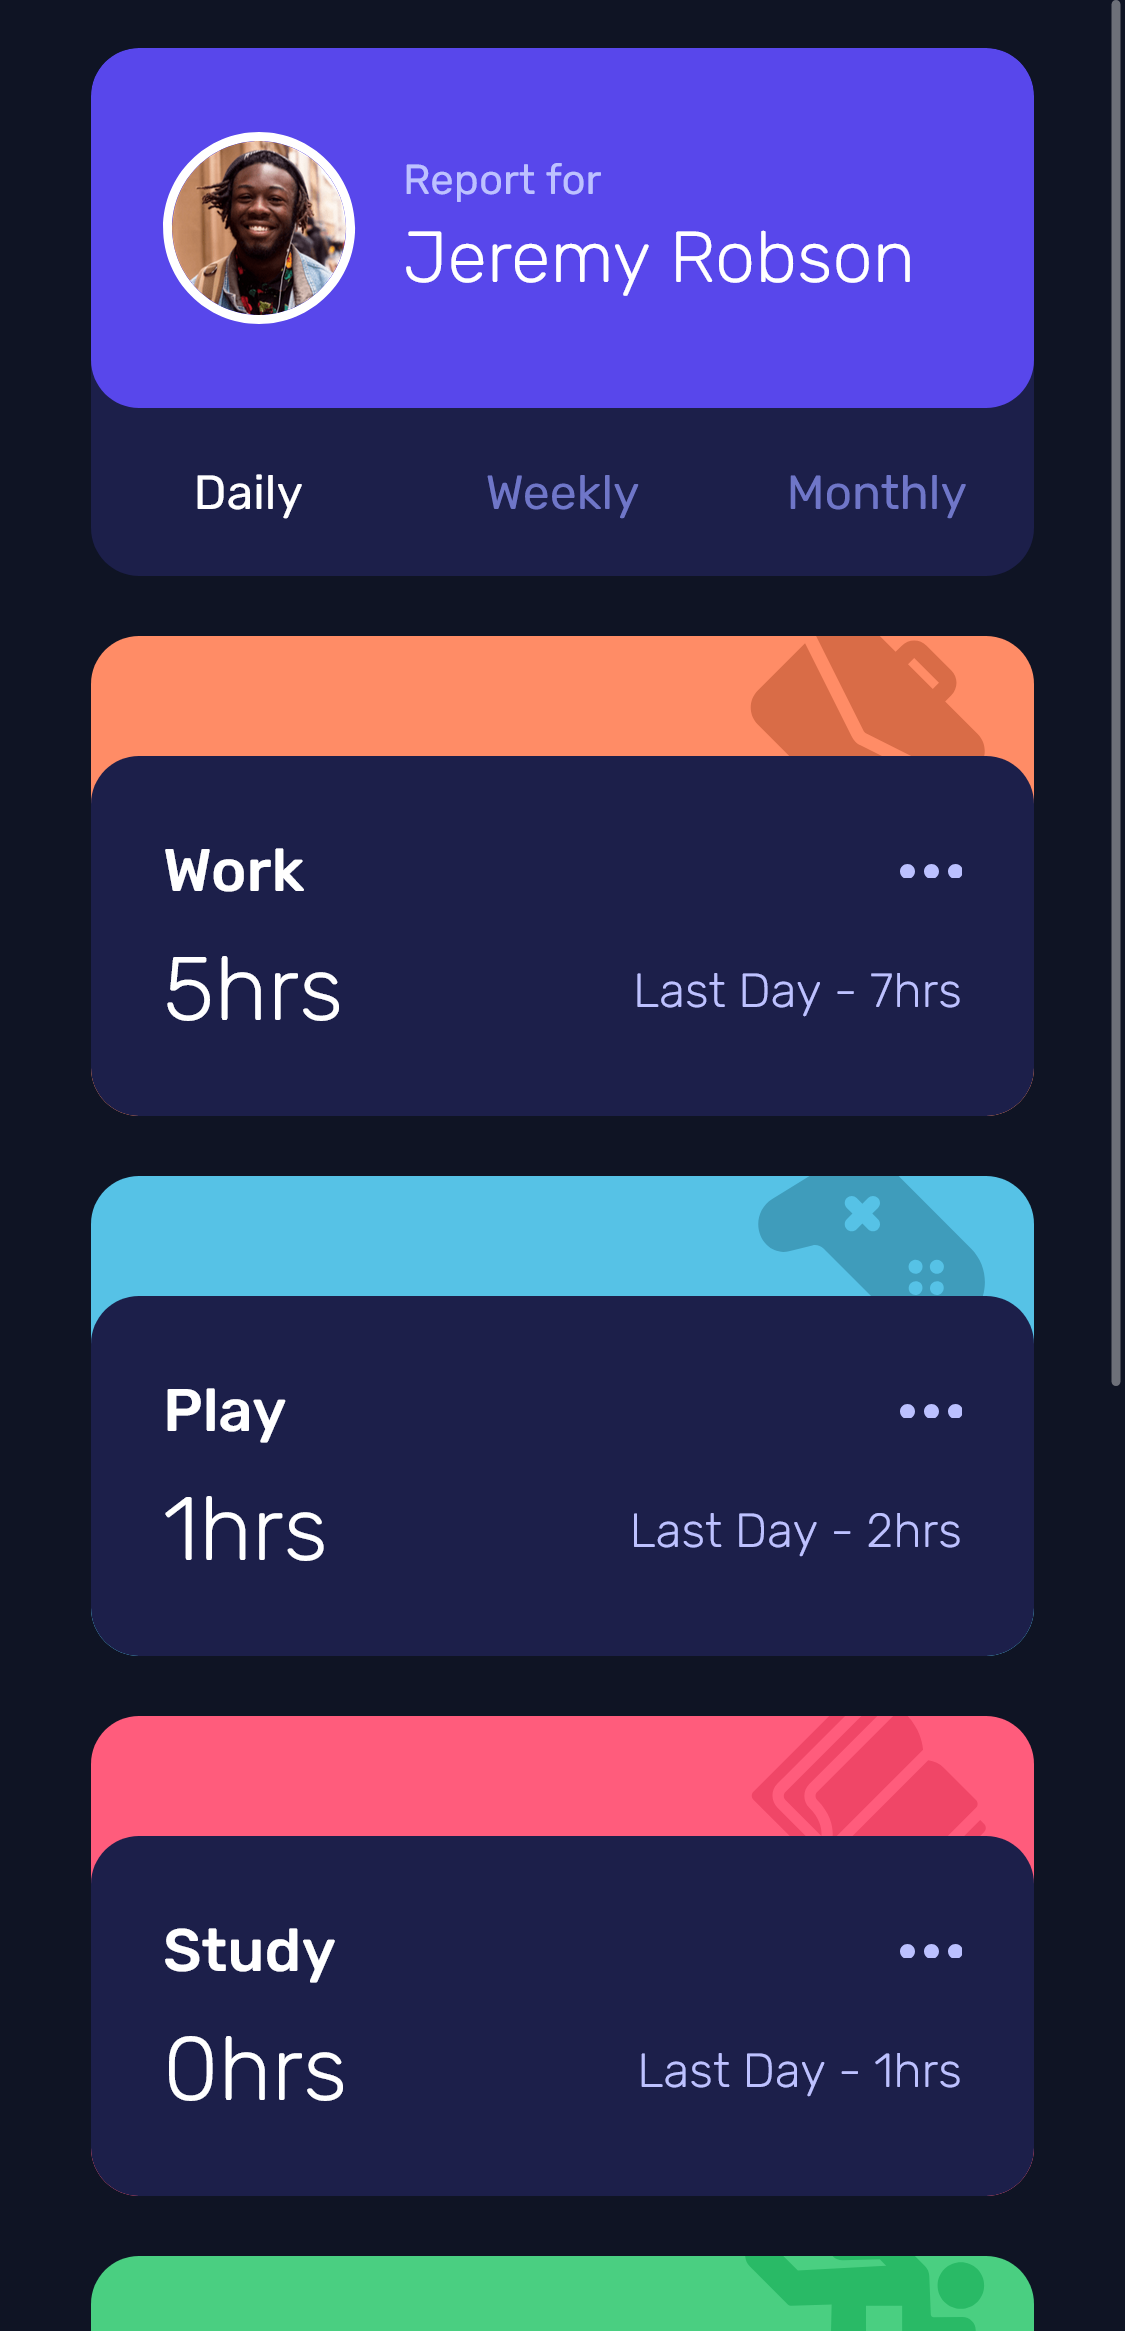 Report for
Jeremy Robson
Daily Weekly Monthly
Work
5hrs Last Day - 7hrs
Play
1hrs Last Day - 2hrs
Study
0hrs Last Day - 1hrs